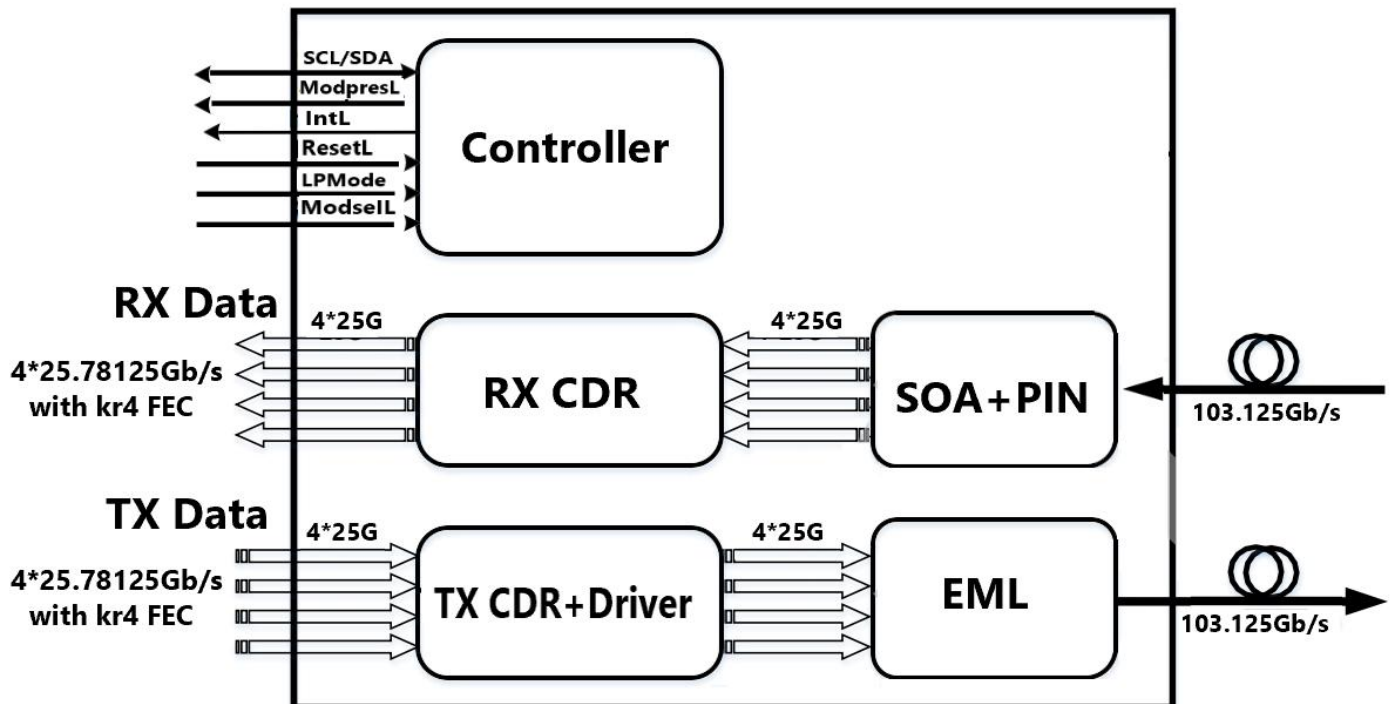 SCL/SDA
ModpresL
IntL
ResetL
LPMode
ModselL
Controller
RX Data
4*25G
4*25G
4*25.78125Gb/s
with kr4 FEC
RX CDR
SOA+PIN
103.125Gb/s
TX Data
4*25G
4*25G
4*25.78125Gb/s
with kr4 FEC
TX CDR+Driver
EML
103.125Gb/s